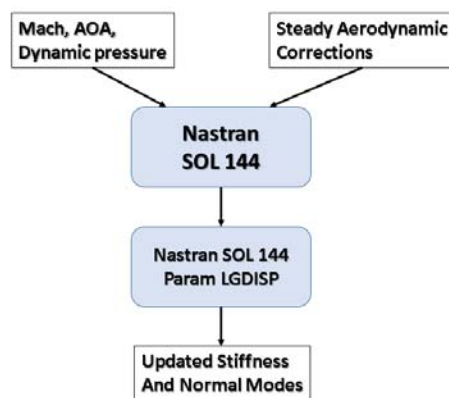 Mach, AOA,
Dynamic pressure
Steady Aerodynamic
Corrections
Nastran
SOL 144
Nastran SOL 144
Param LGDISP
Updated Stiffness
And Normal Modes